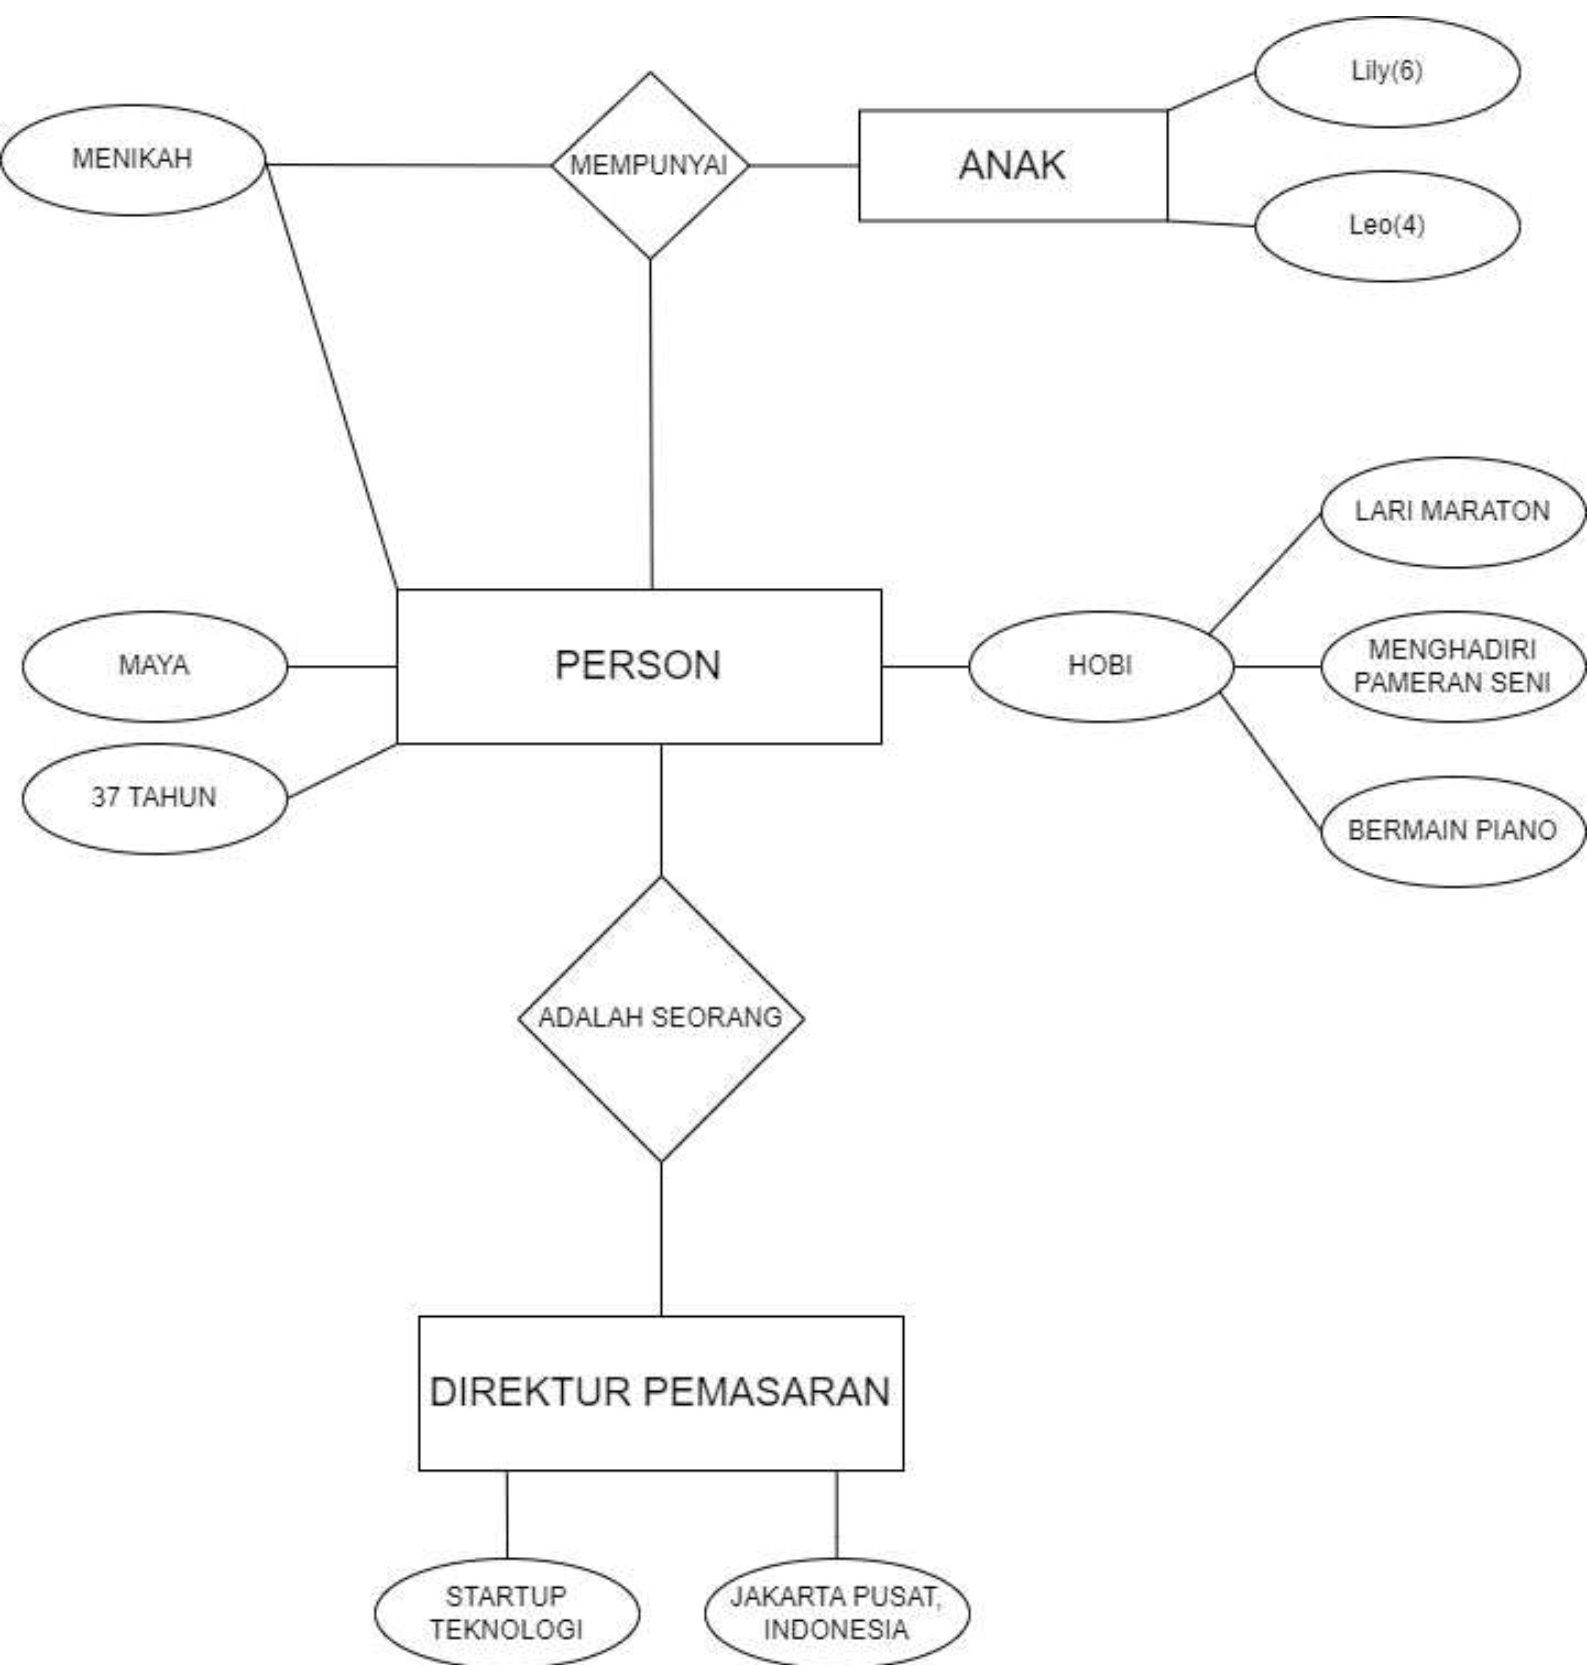 Lily(6)
MENIKAH
MEMPUNYAI
ANAK
Leo(4)
LARI MARATON
MAYA
PERSON
HOBI
MENGHADIRI
PAMERAN SENI
37 TAHUN
BERMAIN PIANO
ADALAH SEORANG
DIREKTUR PEMASARAN
STARTUP
TEKNOLOGI
JAKARTA PUSAT,
INDONESIA